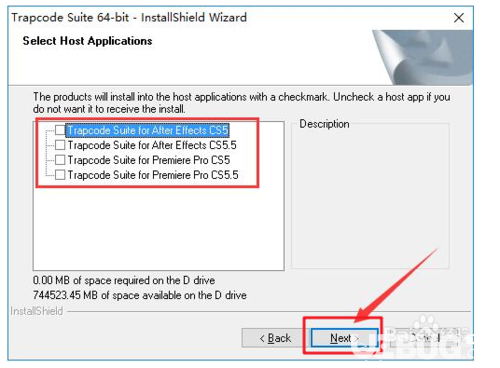 Trapcode Suite 64-bit - InstallShield Wizard
Select Host Applications
The products will install into the host applications with a checkmark. Uncheck a host app if you
do not want it to receive the install.
Trapcode Suite for After Effects CS5
Trapcode Suite for After Effects CS5.5
Trapcode Suite for Premiere Pro CS5
Trapcode Suite for Premiere Pro CS5.5
Description
0.00 MB of space required on the D drive
744523.45 MB of space available on the D drive
InstallShield
< Back
Next >